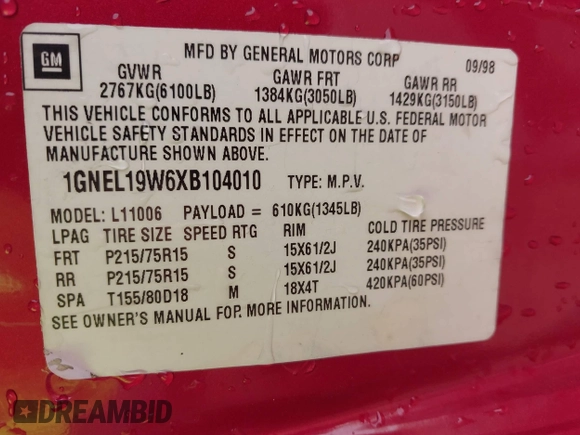 GM
MFD BY GENERAL MOTORS CORP 09/98
GVWR GAWR FRT GAWR RR
2767KG(6100LB) 1384KG(3050LB) 1429KG(3150LB)
THIS VEHICLE CONFORMS TO ALL APPLICABLE U.S. FEDERAL MOTOR
VEHICLE SAFETY STANDARDS IN EFFECT ON THE DATE OF
MANUFACTURE SHOWN ABOVE.
1GNEL19W6XB104010 TYPE: M.P.V.
MODEL: L11006 PAYLOAD = 610KG(1345LB)
LPAG TIRE SIZE SPEED RTG RIM COLD TIRE PRESSURE
FRT P215/75R15 S 15X61/2J 240KPA(35PSI)
RR P215/75R15 S 15X61/2J 240KPA(35PSI)
SPA T155/80D18 M 18X4T 420KPA(60PSI)
SEE OWNER'S MANUAL FOR MORE INFORMATION.
DREAMBID